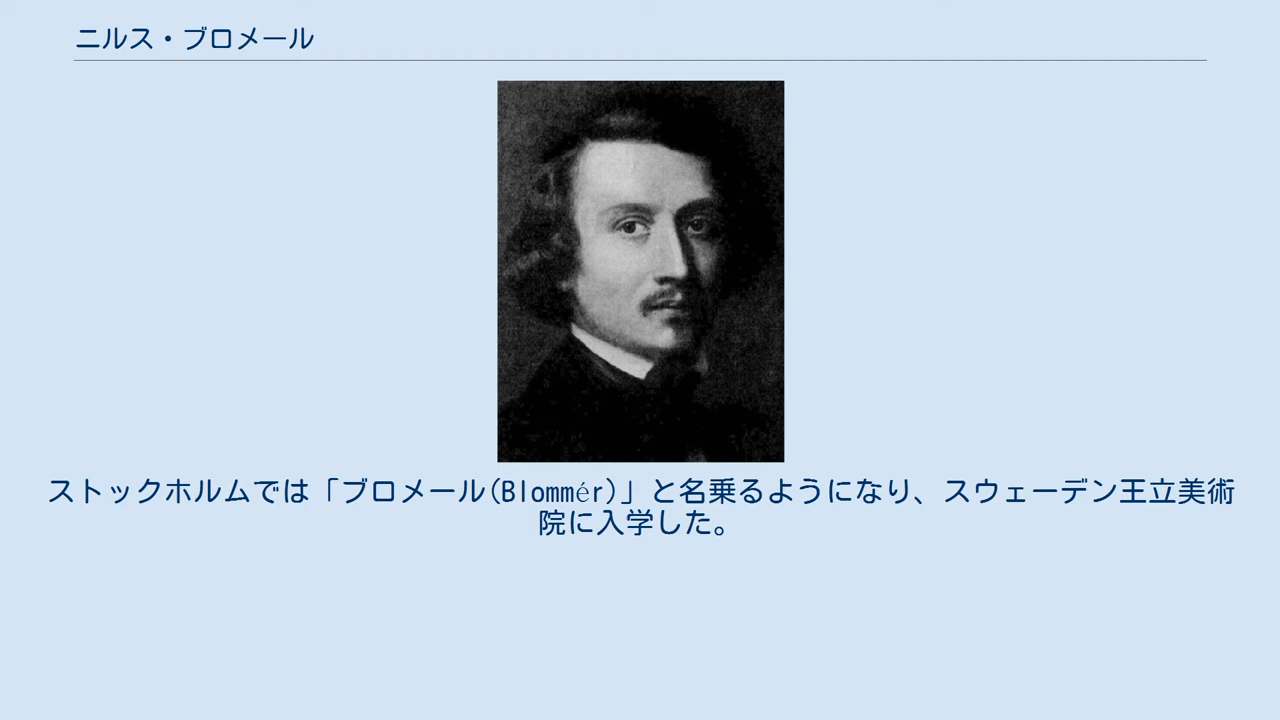 ニルス・ブロメール
ストックホルムでは「ブロメール(Blommér)」と名乗るようになり、スウェーデン王立美術
院に入学した。